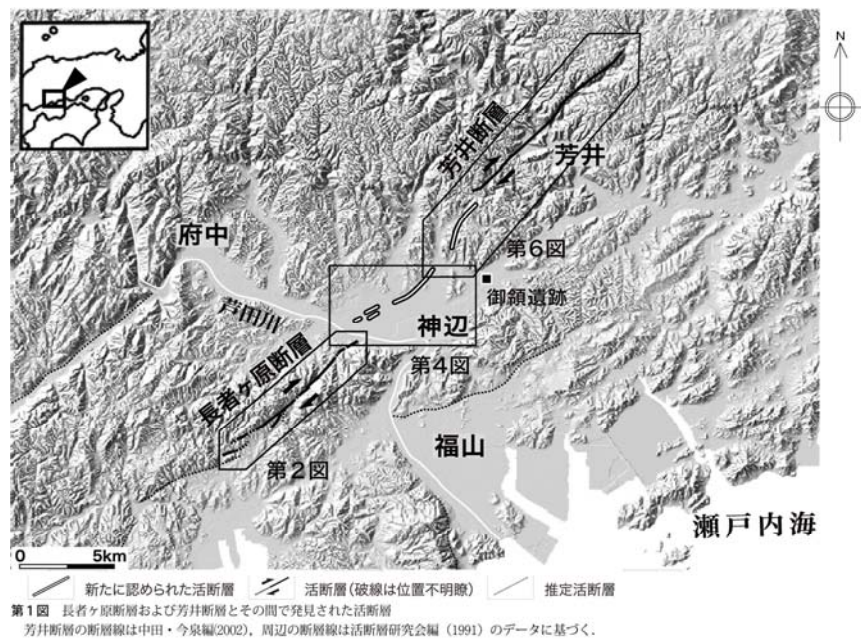 N
芳井断層
芳井
府中
第6図
御領遺跡
芦田川
神辺
第4図
長者ヶ原断層
福山
第2図
瀬戸内海
0 5km
新たに認められた活断層 活断層(破線は位置不明瞭) 推定活断層
第1図 長者ヶ原断層および芳井断層とその間で発見された活断層
芳井断層の断層線は中田・今泉編(2002),周辺の断層線は活断層研究会編(1991)のデータに基づく.